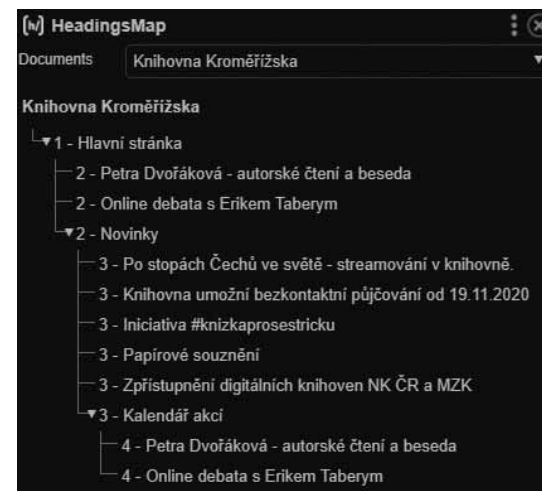 HeadingsMap
Documents Knihovna Kroměřížska
Knihovna Kroměřížska
1 - Hlavní stránka
2 - Petra Dvořáková - autorské čtení a beseda
2 - Online debata s Erikem Taberym
2 - Novinky
3 - Po stopách Čechů ve světě - streamování v knihovně.
3 - Knihovna umožní bezkontaktní půjčování od 19.11.2020
3 - Iniciativa #knizkaprosestricku
3 - Papírové souznění
3 - Zpřístupnění digitálních knihoven NK ČR a MZK
3 - Kalendář akcí
4 - Petra Dvořáková - autorské čtení a beseda
4 - Online debata s Erikem Taberym